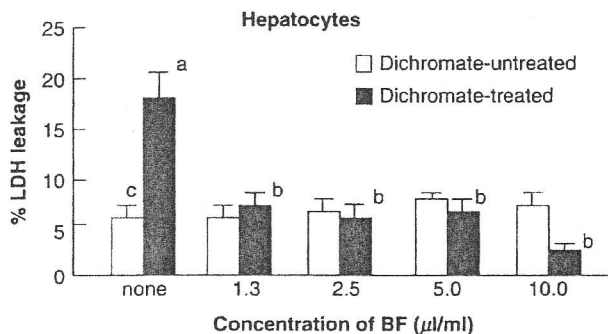 Hepatocytes
25
20
15
10
5
0
% LDH leakage
Dichromate-untreated
Dichromate-treated
a
c
b
b
b
b
none 1.3 2.5 5.0 10.0
Concentration of BF (µl/ml)